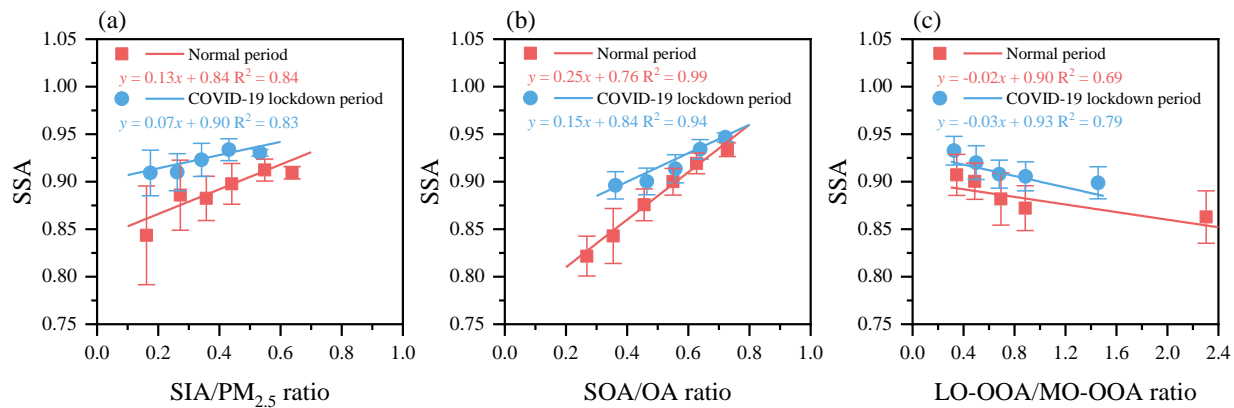 (a)
1.05
1.00
0.95
0.90
0.85
0.80
0.75
SSA
Normal period
y = 0.13x + 0.84 R² = 0.84
COVID-19 lockdown period
y = 0.07x + 0.90 R² = 0.83
0.0 0.2 0.4 0.6 0.8 1.0
SIA/PM₂.₅ ratio
(b)
1.05
1.00
0.95
0.90
0.85
0.80
0.75
SSA
Normal period
y = 0.25x + 0.76 R² = 0.99
COVID-19 lockdown period
y = 0.15x + 0.84 R² = 0.94
0.0 0.2 0.4 0.6 0.8 1.0
SOA/OA ratio
(c)
1.05
1.00
0.95
0.90
0.85
0.80
0.75
SSA
Normal period
y = -0.02x + 0.90 R² = 0.69
COVID-19 lockdown period
y = -0.03x + 0.93 R² = 0.79
0.0 0.4 0.8 1.2 1.6 2.0 2.4
LO-OOA/MO-OOA ratio